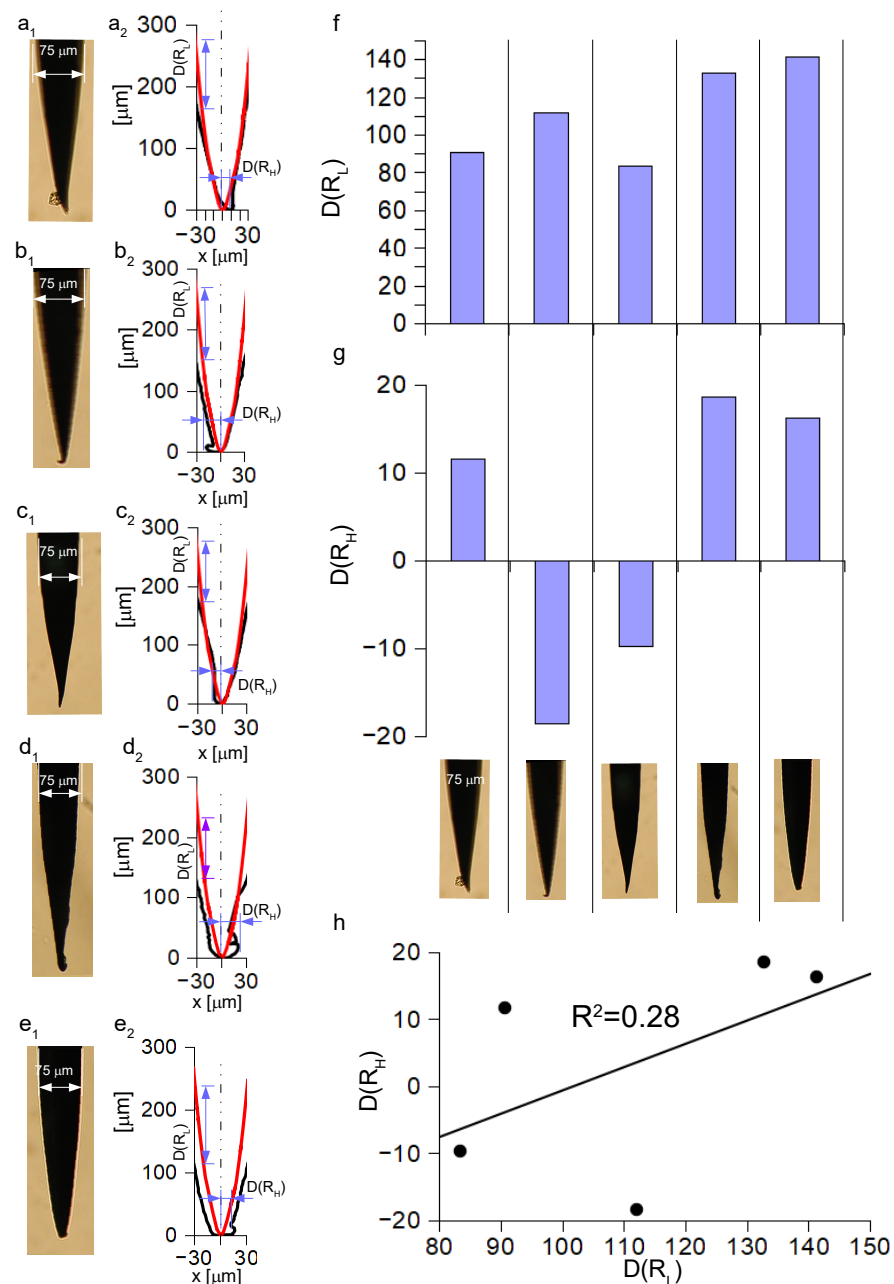 a1
75 μm
a2
300
200
100
0
[μm]
D(RL)
D(RH)
−30
0
30
x [μm]
b1
75 μm
b2
300
200
100
0
[μm]
D(RL)
D(RH)
−30
0
30
x [μm]
c1
75 μm
c2
300
200
100
0
[μm]
D(RL)
D(RH)
−30
0
30
x [μm]
d1
75 μm
d2
300
200
100
0
[μm]
D(RL)
D(RH)
−30
0
30
x [μm]
e1
75 μm
e2
300
200
100
0
[μm]
D(RL)
D(RH)
−30
0
30
x [μm]
f
140
120
100
80
60
40
20
0
D(RL)
g
20
10
0
−10
−20
D(RH)
75 μm
h
20
10
0
−10
−20
D(RH)
R2=0.28
80 90 100 110 120 130 140 150
D(RL)